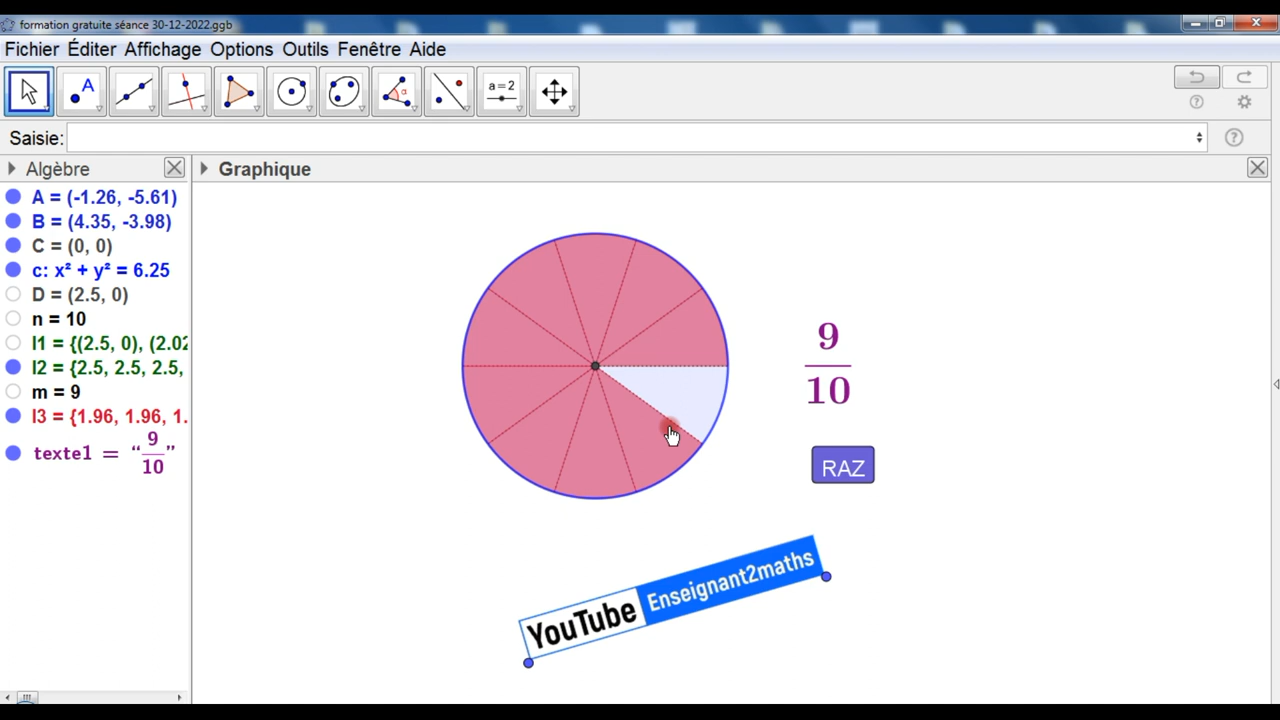 formation gratuite séance 30-12-2022.ggb
Fichier Éditer Affichage Options Outils Fenêtre Aide
A
α
a=2
Saisie:
Algèbre
Graphique
A = (-1.26, -5.61)
B = (4.35, -3.98)
C = (0, 0)
c: x² + y² = 6.25
D = (2.5, 0)
n = 10
l1 = {(2.5, 0), (2.02
l2 = {2.5, 2.5, 2.5,
m = 9
l3 = {1.96, 1.96, 1.
texte1 = “9/10”
9
10
RAZ
YouTube Enseignant2maths